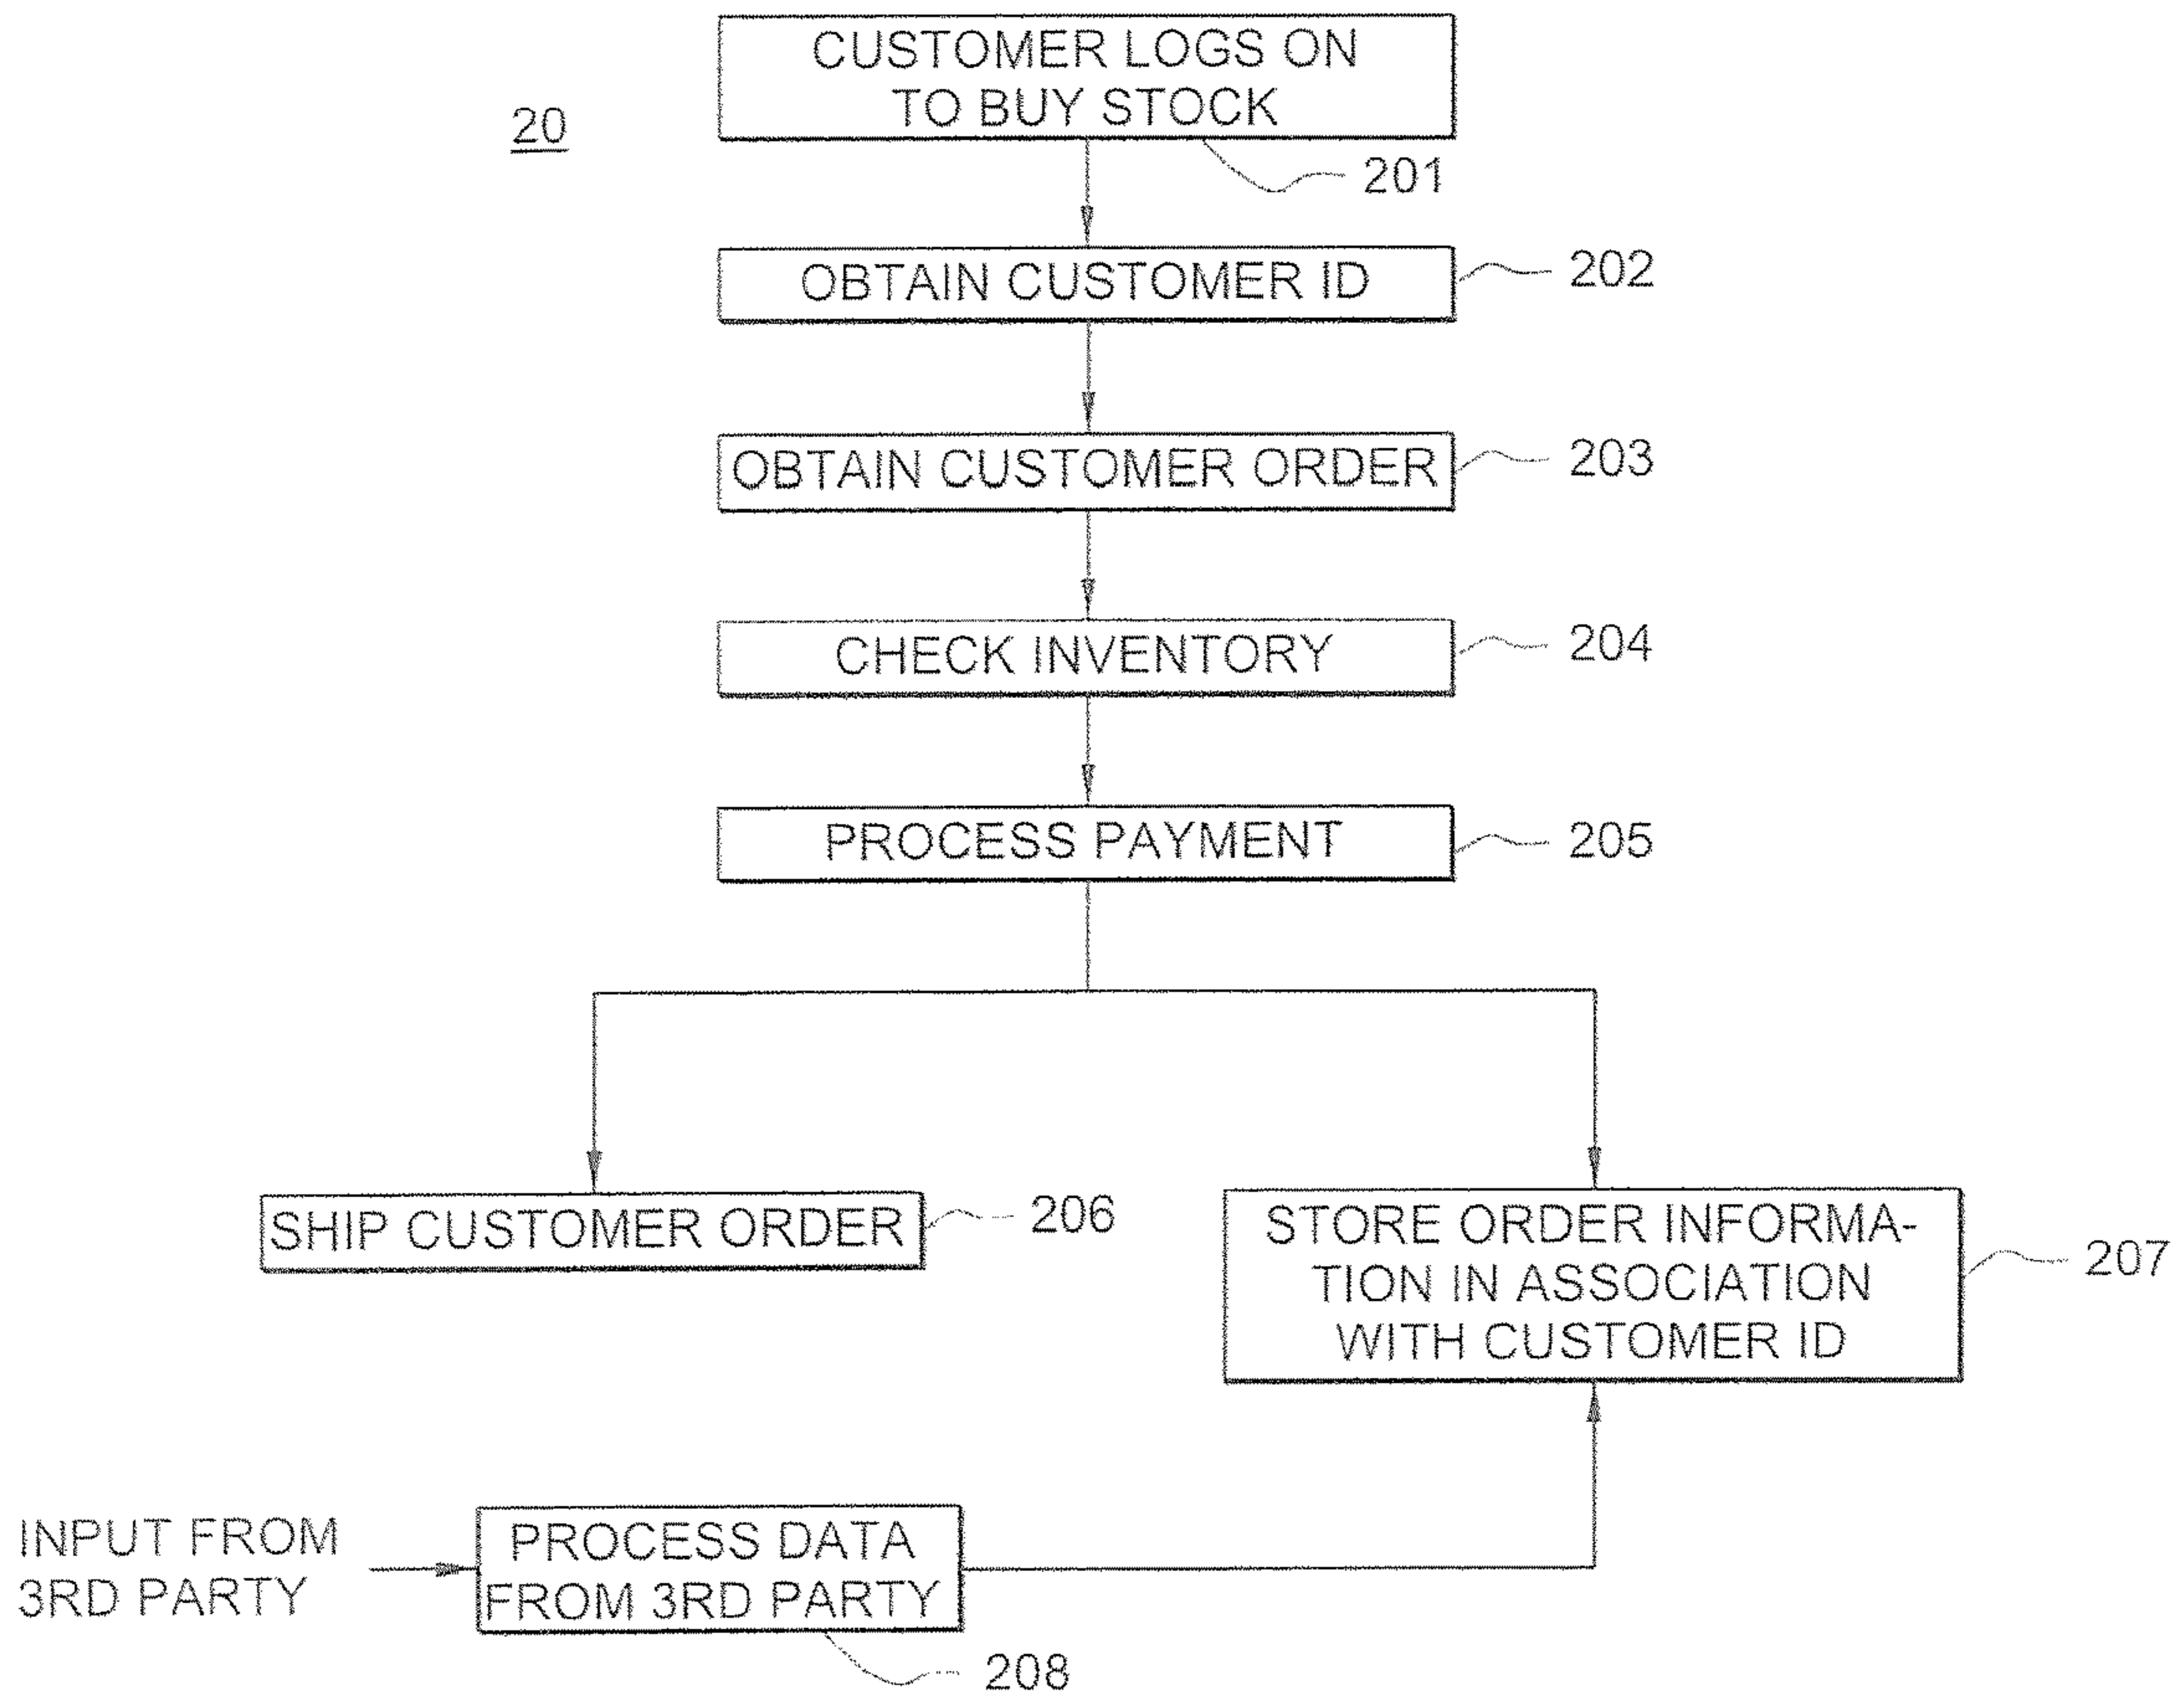 CUSTOMER LOGS ON
TO BUY STOCK
20
201
OBTAIN CUSTOMER ID
202
OBTAIN CUSTOMER ORDER
203
CHECK INVENTORY
204
PROCESS PAYMENT
205
SHIP CUSTOMER ORDER
206
STORE ORDER INFORMA-
TION IN ASSOCIATION
WITH CUSTOMER ID
207
INPUT FROM
3RD PARTY
PROCESS DATA
FROM 3RD PARTY
208